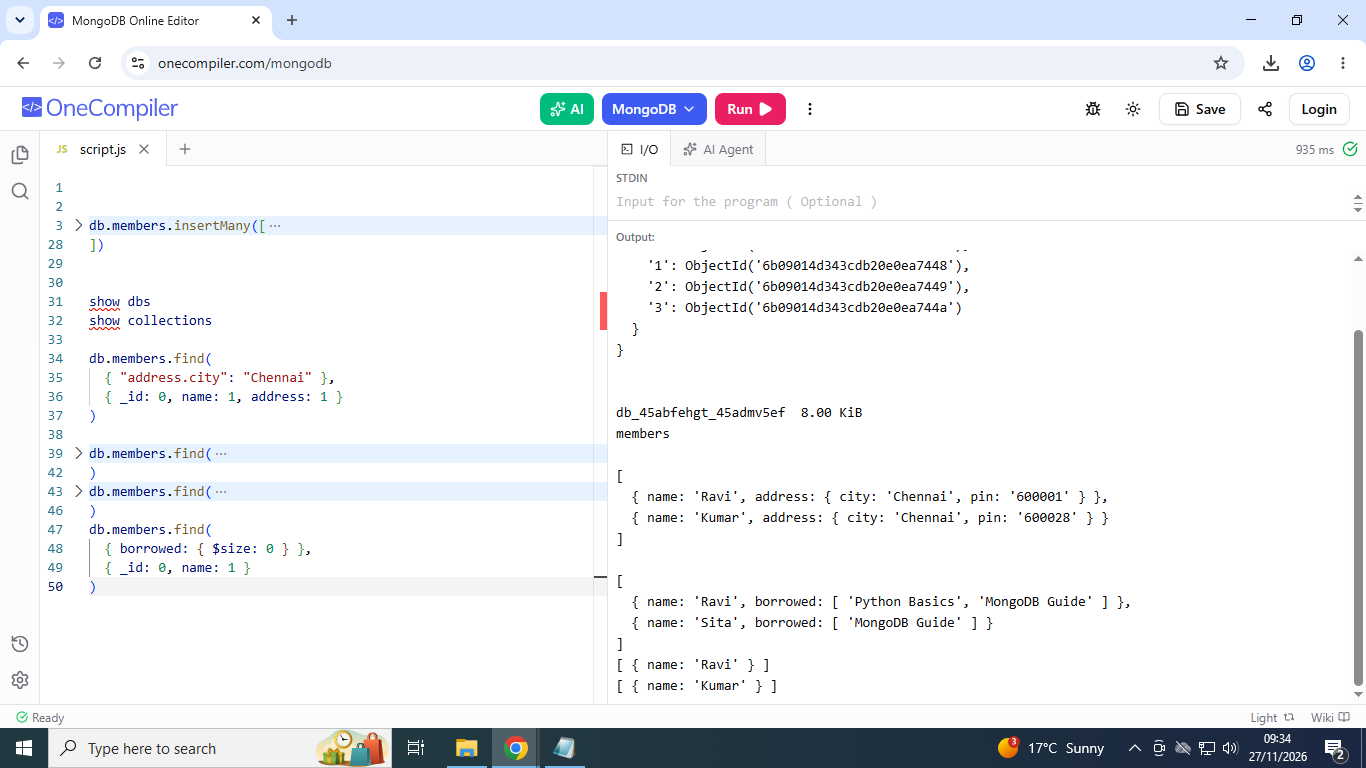 MongoDB Online Editor
onecompiler.com/mongodb
OneCompiler
AI
MongoDB
Run
Save
Login
JS script.js
I/O
AI Agent
935 ms
1
2
3 db.members.insertMany([ ···
28 ])
29
30
31 show dbs
32 show collections
33
34 db.members.find(
35 { "address.city": "Chennai" },
36 { _id: 0, name: 1, address: 1 }
37 )
38
39 db.members.find( ···
42 )
43 db.members.find( ···
46 )
47 db.members.find(
48 { borrowed: { $size: 0 } },
49 { _id: 0, name: 1 }
50 )
STDIN
Input for the program ( Optional )
Output:
'1': ObjectId('6b09014d343cdb20e0ea7448'),
'2': ObjectId('6b09014d343cdb20e0ea7449'),
'3': ObjectId('6b09014d343cdb20e0ea744a')
}
}
db_45abfehgt_45admv5ef 8.00 KiB
members
[
{ name: 'Ravi', address: { city: 'Chennai', pin: '600001' } },
{ name: 'Kumar', address: { city: 'Chennai', pin: '600028' } }
]
[
{ name: 'Ravi', borrowed: [ 'Python Basics', 'MongoDB Guide' ] },
{ name: 'Sita', borrowed: [ 'MongoDB Guide' ] }
]
[ { name: 'Ravi' } ]
[ { name: 'Kumar' } ]
Ready
Light
Wiki
Type here to search
3
17°C Sunny
09:34
27/11/2026
2